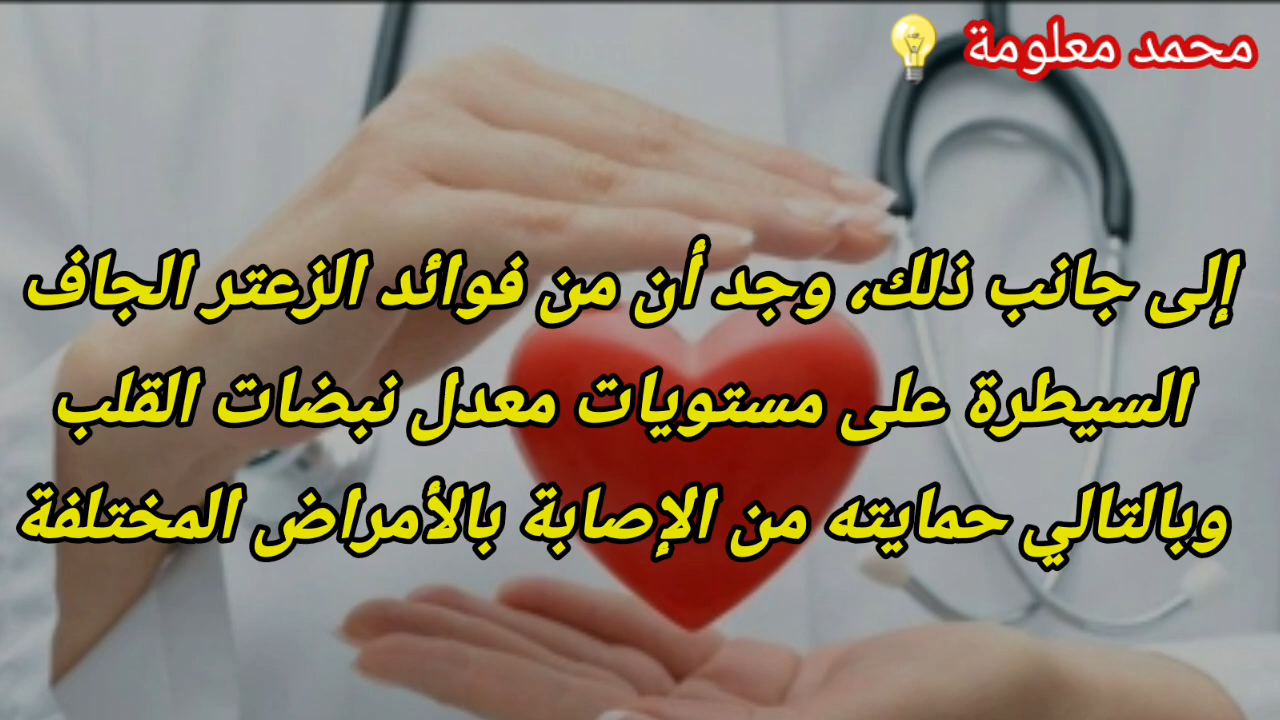 محمد معلومة 💡
إلى جانب ذلك، وجد أن من فوائد الزعتر الجاف
السيطرة على مستويات معدل نبضات القلب
وبالتالي حمايته من الإصابة بالأمراض المختلفة